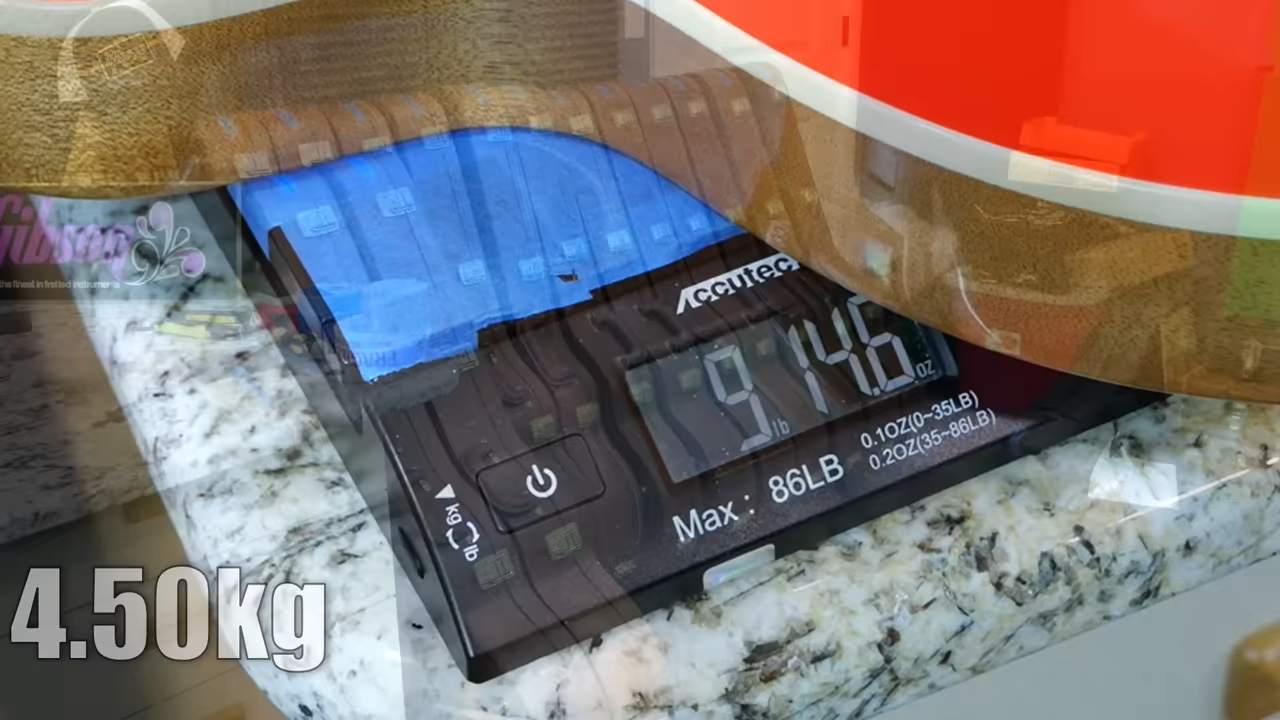 Gibson
the finest in fretted instruments
ACCUTECK
9 lb 14.6 OZ
0.1OZ(0~35LB)
0.2OZ(35~86LB)
Max : 86LB
kg
lb
4.50kg